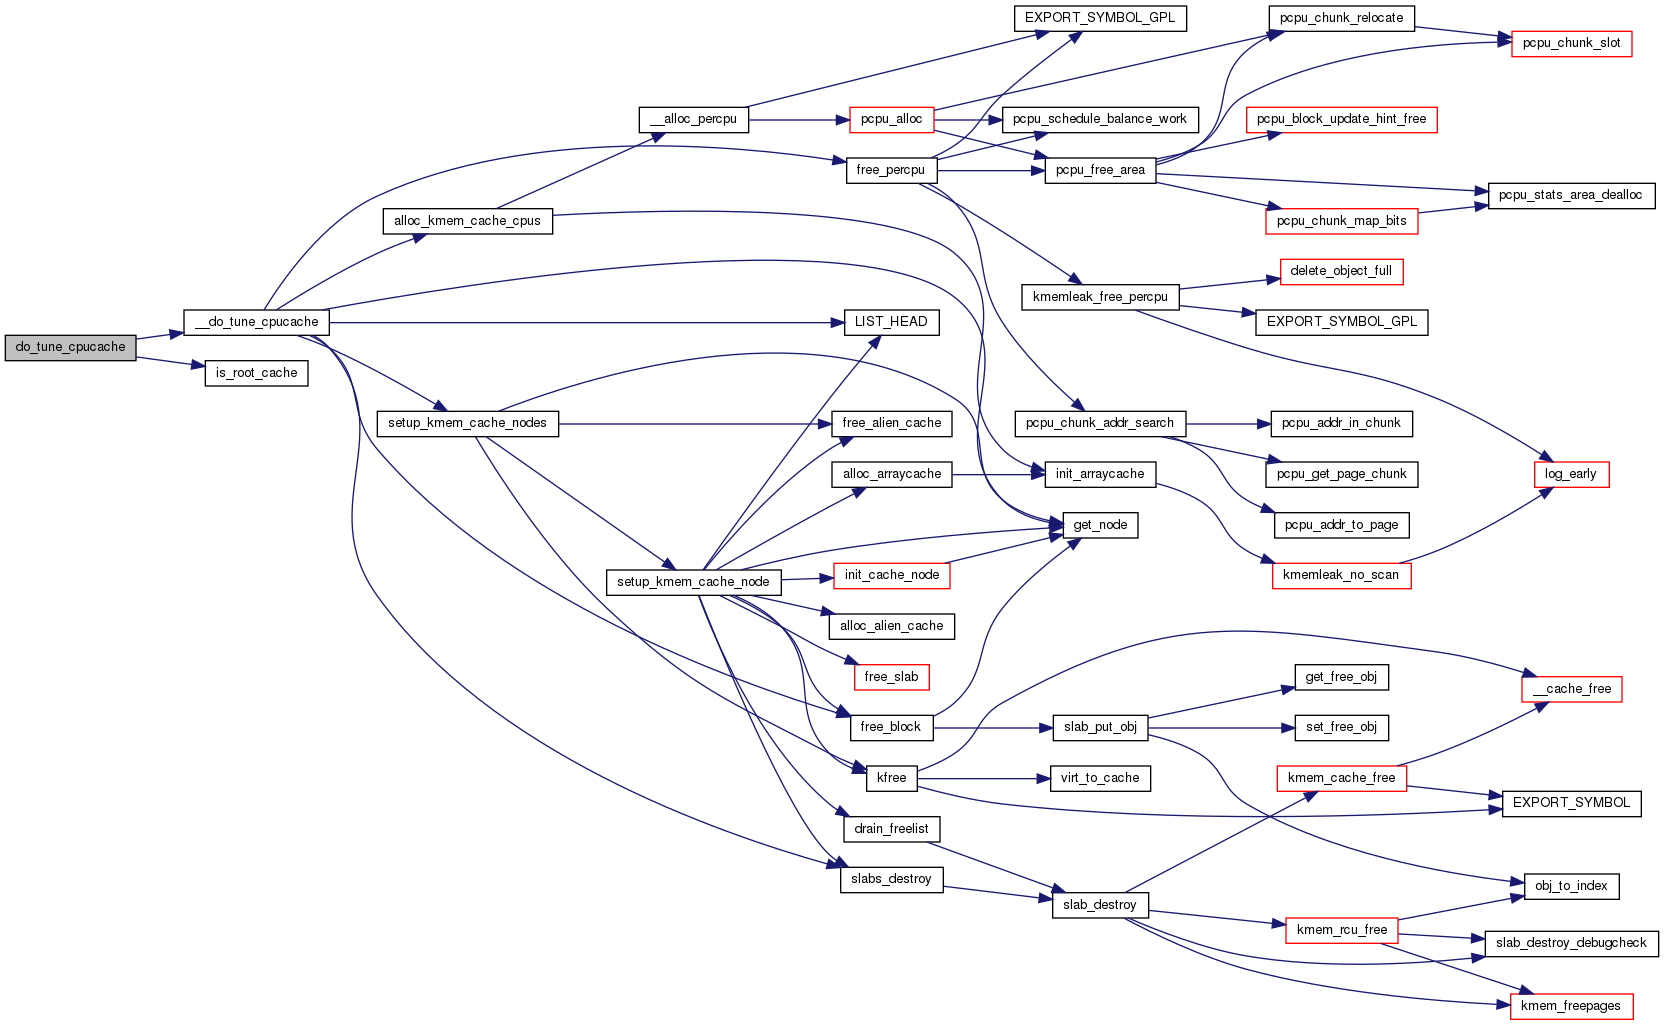 do_tune_cpucache
__do_tune_cpucache
is_root_cache
alloc_kmem_cache_cpus
setup_kmem_cache_nodes
__alloc_percpu
setup_kmem_cache_node
pcpu_alloc
free_percpu
LIST_HEAD
free_alien_cache
alloc_arraycache
init_cache_node
alloc_alien_cache
free_slab
free_block
kfree
drain_freelist
slabs_destroy
EXPORT_SYMBOL_GPL
pcpu_schedule_balance_work
pcpu_free_area
kmemleak_free_percpu
pcpu_chunk_addr_search
init_arraycache
get_node
slab_put_obj
virt_to_cache
slab_destroy
pcpu_chunk_relocate
pcpu_block_update_hint_free
pcpu_chunk_map_bits
delete_object_full
EXPORT_SYMBOL_GPL
pcpu_addr_in_chunk
pcpu_get_page_chunk
pcpu_addr_to_page
kmemleak_no_scan
get_free_obj
set_free_obj
kmem_cache_free
kmem_rcu_free
pcpu_chunk_slot
pcpu_stats_area_dealloc
log_early
__cache_free
EXPORT_SYMBOL
obj_to_index
slab_destroy_debugcheck
kmem_freepages